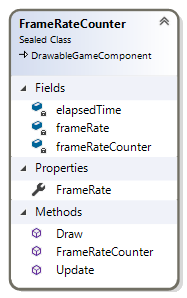 FrameRateCounter
Sealed Class
DrawableGameComponent
Fields
elapsedTime
frameRate
frameRateCounter
Properties
FrameRate
Methods
Draw
FrameRateCounter
Update